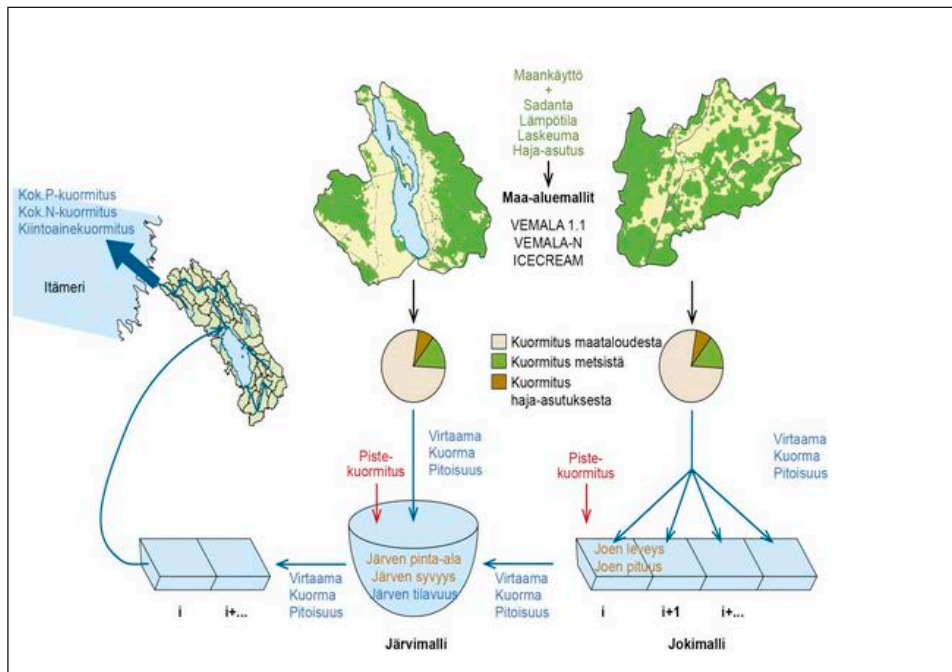 Maankäyttö
+
Sadanta
Lämpötila
Laskeuma
Haja-asutus
Maa-aluemallit
VEMALA 1.1
VEMALA-N
ICECREAM
Kok.P-kuormitus
Kok.N-kuormitus
Kiintoainekuormitus
Itämeri
Kuormitus maataloudesta
Kuormitus metsistä
Kuormitus
haja-asutuksesta
Piste-
kuormitus
Virtaama
Kuorma
Pitoisuus
Piste-
kuormitus
Virtaama
Kuorma
Pitoisuus
Järven pinta-ala
Järven syvyys
Järven tilavuus
Joen leveys
Joen pituus
Virtaama
Kuorma
Pitoisuus
Virtaama
Kuorma
Pitoisuus
i
i+...
i
i+1
i+...
Järvimalli
Jokimalli